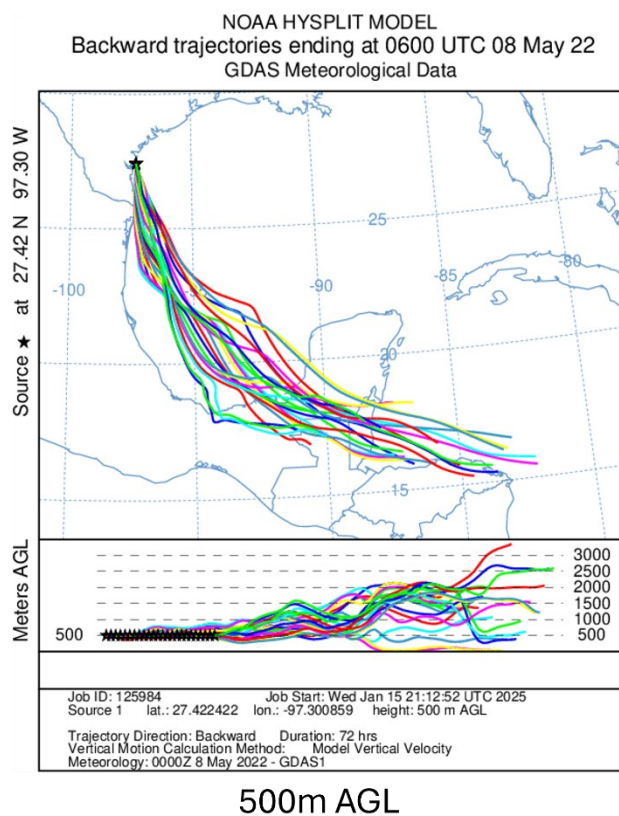 NOAA HYSPLIT MODEL
Backward trajectories ending at 0600 UTC 08 May 22
GDAS Meteorological Data
Source ★ at 27.42 N 97.30 W
25
-80
-85
-90
-100
20
15
Meters AGL
3000
2500
2000
1500
1000
500
500
Job ID: 125984 Job Start: Wed Jan 15 21:12:52 UTC 2025
Source 1 lat.: 27.422422 lon.: -97.300859 height: 500 m AGL
Trajectory Direction: Backward Duration: 72 hrs
Vertical Motion Calculation Method: Model Vertical Velocity
Meteorology: 0000Z 8 May 2022 - GDAS1
500m AGL